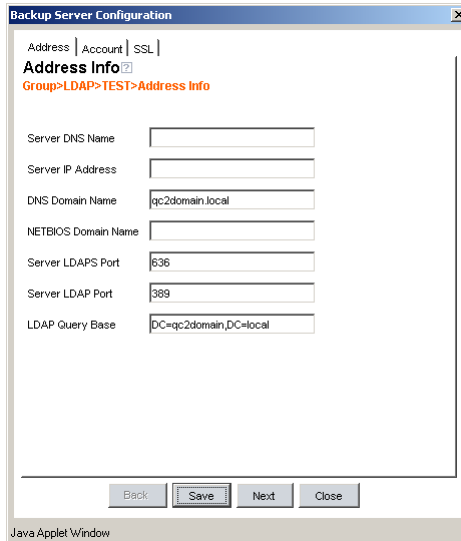 Backup Server Configuration
Address Account SSL
Address Info?
Group>LDAP>TEST>Address Info
Server DNS Name
Server IP Address
DNS Domain Name qc2domain.local
NETBIOS Domain Name
Server LDAPS Port 636
Server LDAP Port 389
LDAP Query Base DC=qc2domain,DC=local
Back Save Next Close
Java Applet Window